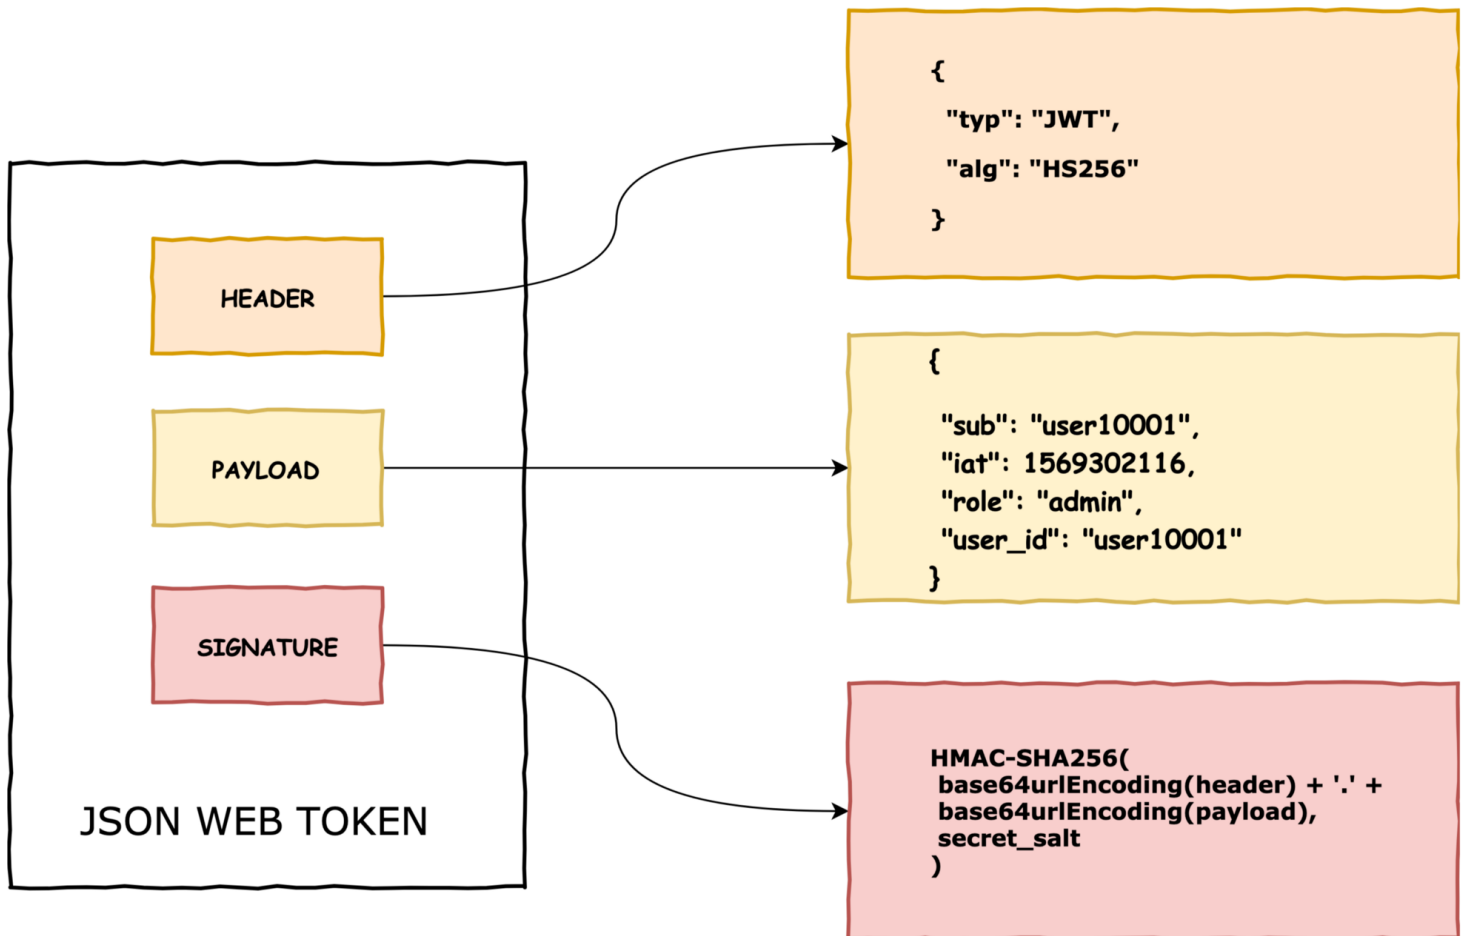 HEADER
PAYLOAD
SIGNATURE
JSON WEB TOKEN
{
"typ": "JWT",
"alg": "HS256"
}
{
"sub": "user10001",
"iat": 1569302116,
"role": "admin",
"user_id": "user10001"
}
HMAC-SHA256(
base64urlEncoding(header) + '.' +
base64urlEncoding(payload),
secret_salt
)